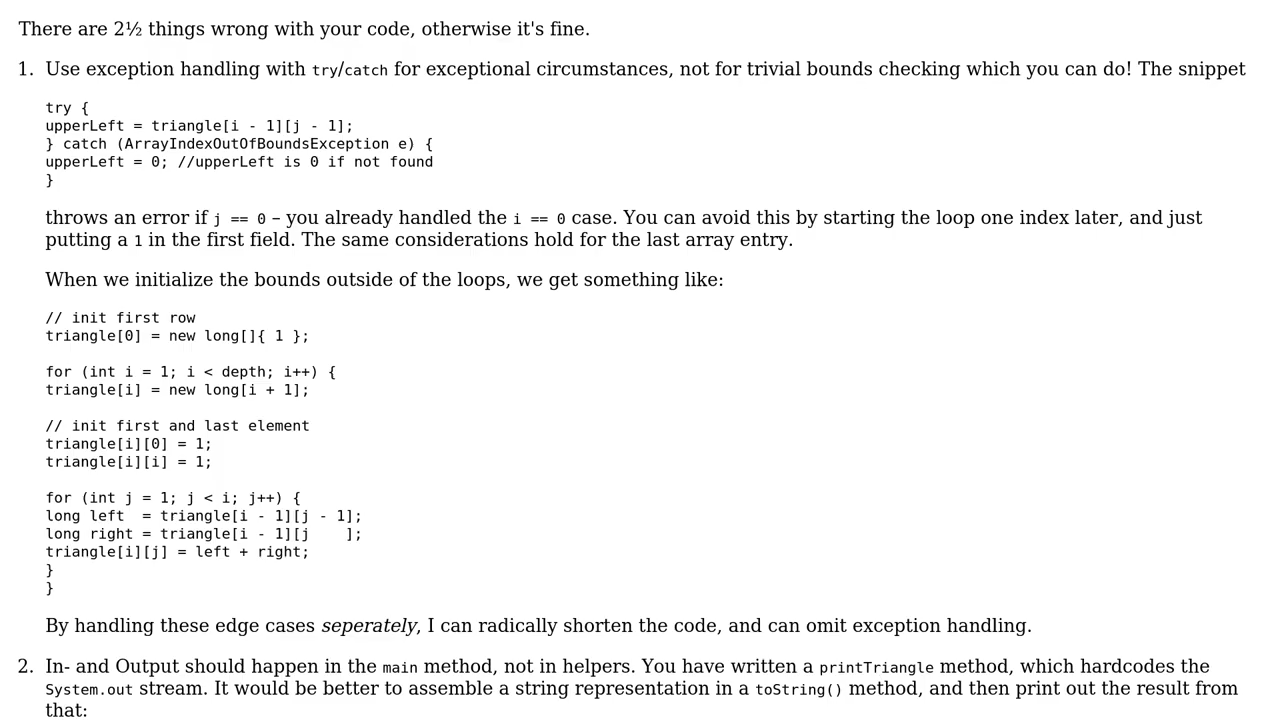 There are 2½ things wrong with your code, otherwise it's fine.
1. Use exception handling with try/catch for exceptional circumstances, not for trivial bounds checking which you can do! The snippet
try {
upperLeft = triangle[i - 1][j - 1];
} catch (ArrayIndexOutOfBoundsException e) {
upperLeft = 0; //upperLeft is 0 if not found
}
throws an error if j == 0 – you already handled the i == 0 case. You can avoid this by starting the loop one index later, and just
putting a 1 in the first field. The same considerations hold for the last array entry.
When we initialize the bounds outside of the loops, we get something like:
// init first row
triangle[0] = new long[]{ 1 };
for (int i = 1; i < depth; i++) {
triangle[i] = new long[i + 1];
// init first and last element
triangle[i][0] = 1;
triangle[i][i] = 1;
for (int j = 1; j < i; j++) {
long left  = triangle[i - 1][j - 1];
long right = triangle[i - 1][j    ];
triangle[i][j] = left + right;
}
}
By handling these edge cases seperately, I can radically shorten the code, and can omit exception handling.
2. In- and Output should happen in the main method, not in helpers. You have written a printTriangle method, which hardcodes the
System.out stream. It would be better to assemble a string representation in a toString() method, and then print out the result from
that: